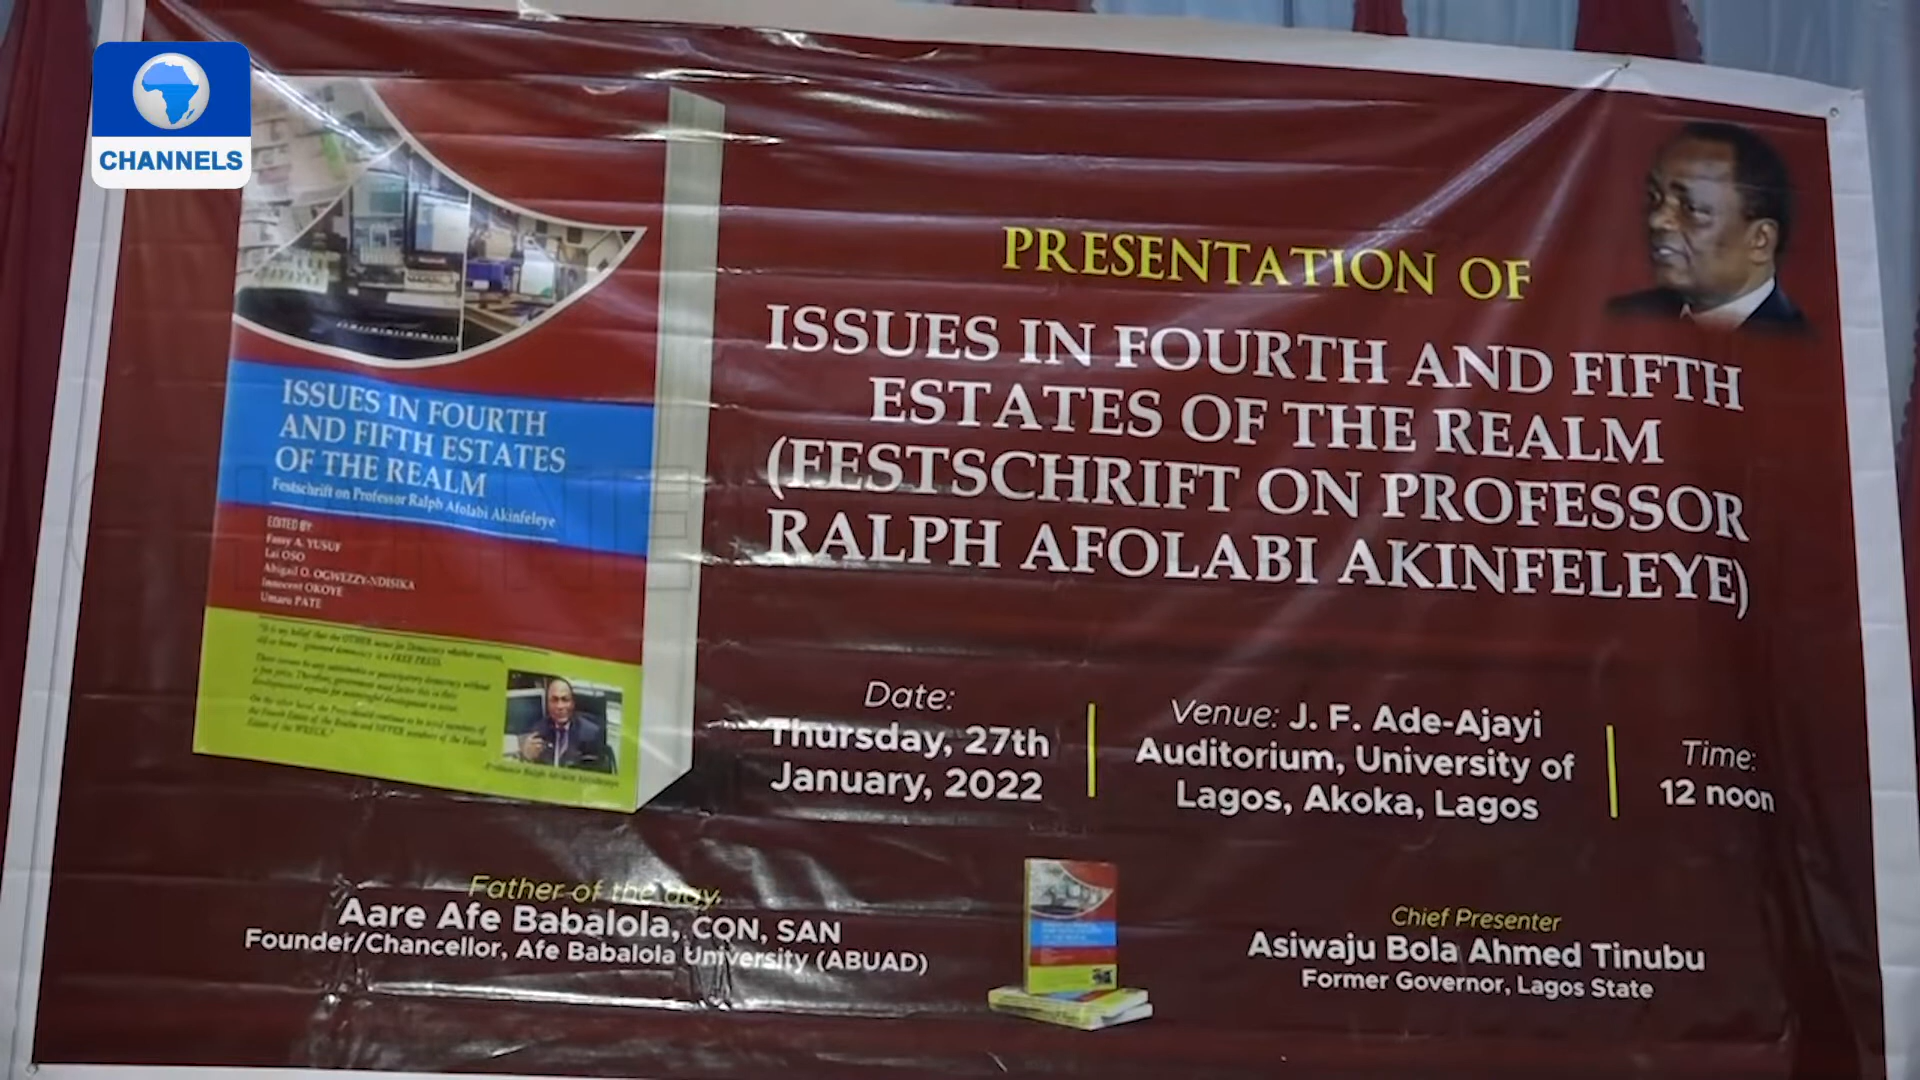 CHANNELS
PRESENTATION OF
ISSUES IN FOURTH AND FIFTH
ESTATES OF THE REALM
(FESTSCHRIFT ON PROFESSOR
RALPH AFOLABI AKINFELEYE)
ISSUES IN FOURTH
AND FIFTH ESTATES
OF THE REALM
Festschrift on Professor Ralph Afolabi Akinfeleye
EDITED BY:
YUSUF
Lai OSO
Abigail O. OGWEZZY-NDISIKA
Innocent OKOYE
Umaru PATE
Date:
Thursday, 27th
January, 2022
Venue: J. F. Ade-Ajayi
Auditorium, University of
Lagos, Akoka, Lagos
Time:
12 noon
Father of the day
Aare Afe Babalola, CON, SAN
Founder/Chancellor, Afe Babalola University (ABUAD)
Chief Presenter
Asiwaju Bola Ahmed Tinubu
Former Governor, Lagos State